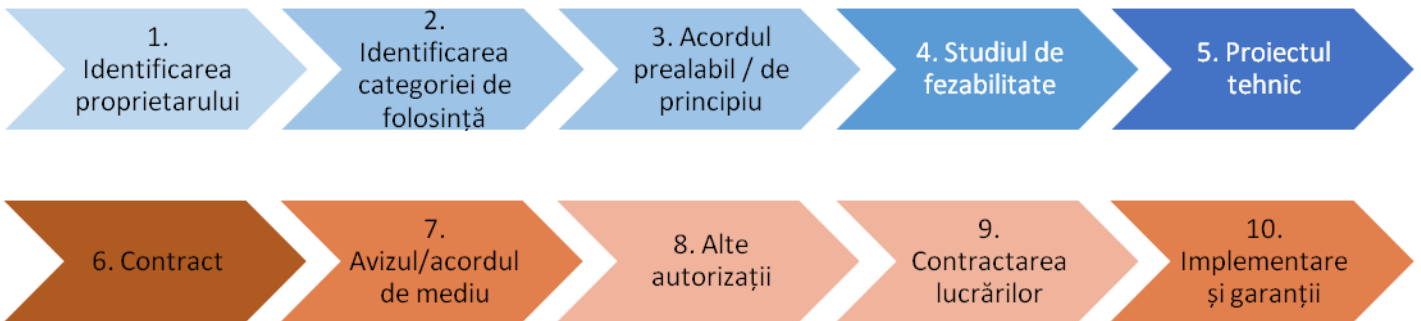 1.
Identificarea
proprietarului
2.
Identificarea
categoriei de
folosință
3. Acordul
prealabil / de
principiu
4. Studiul de
fezabilitate
5. Proiectul
tehnic
6. Contract
7.
Avizul/acordul
de mediu
8. Alte
autorizații
9.
Contractarea
lucrărilor
10.
Implementare
și garanții